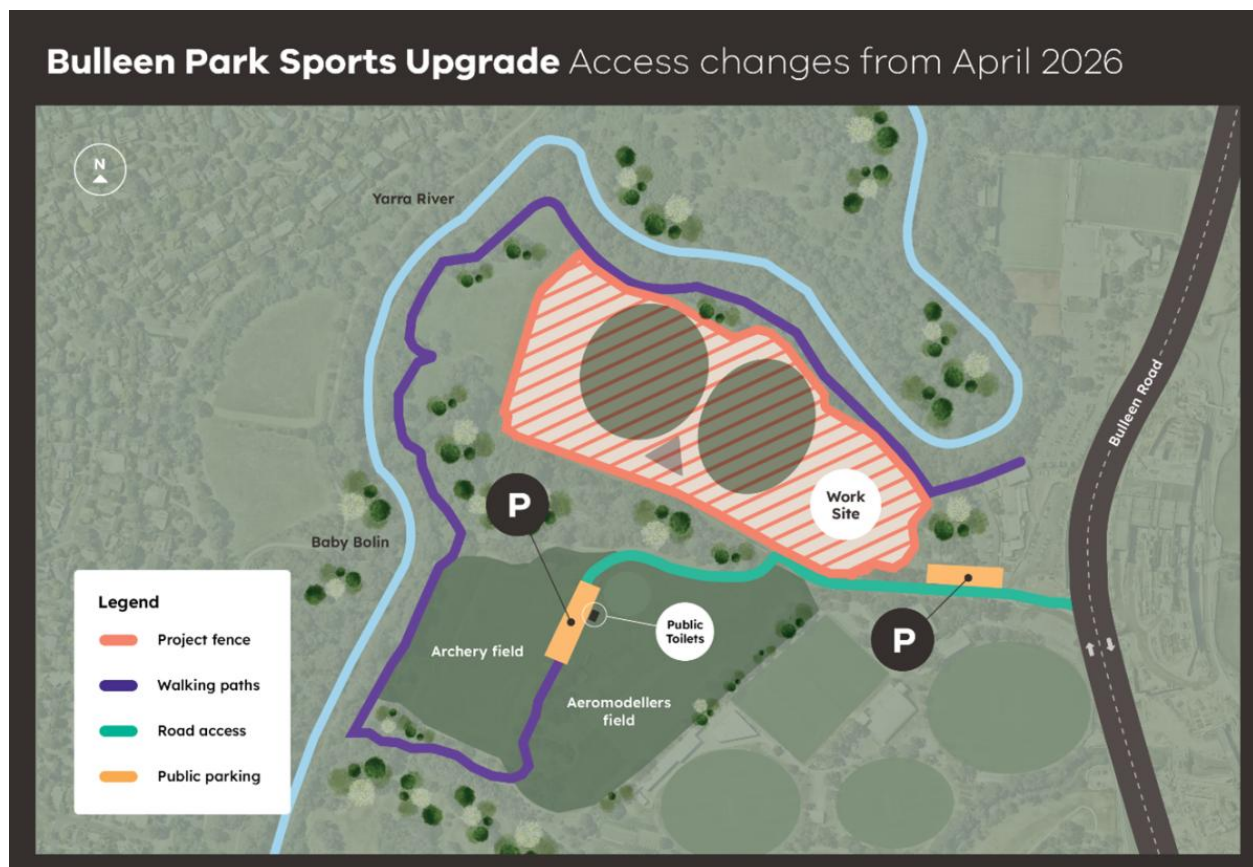 Bulleen Park Sports Upgrade Access changes from April 2026
N
Yarra River
Bulleen Road
P
Work
Site
Baby Bolin
Legend
Project fence
Walking paths
Road access
Public parking
Public
Toilets
P
Archery field
Aeromodellers
field